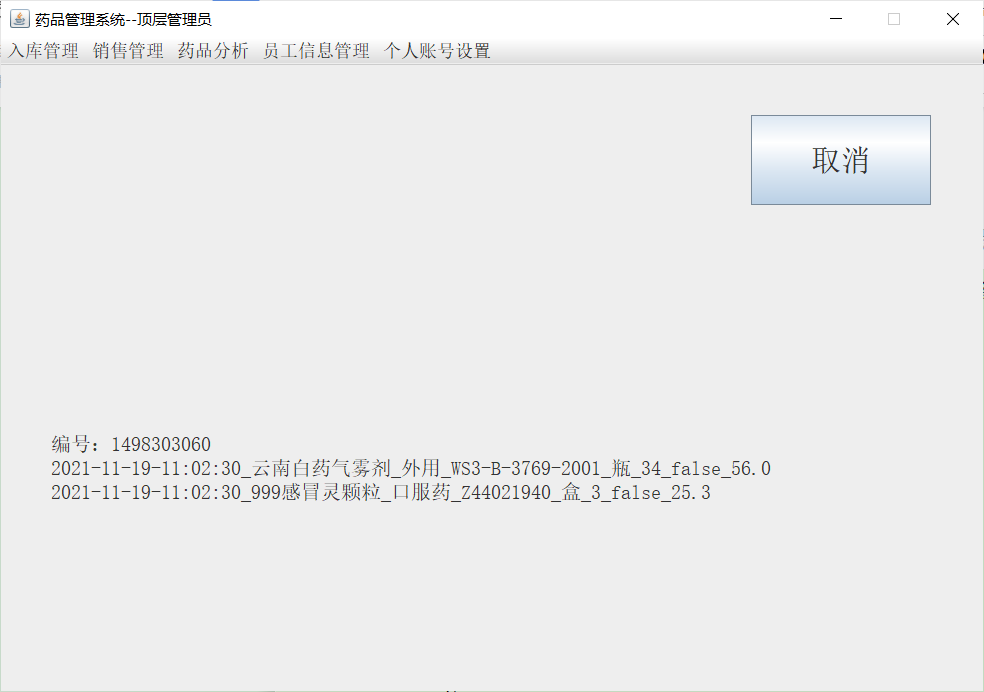 药品管理系统--顶层管理员
入库管理 销售管理 药品分析 员工信息管理 个人账号设置
取消
编号：1498303060
2021-11-19-11:02:30_云南白药气雾剂_外用_WS3-B-3769-2001_瓶_34_false_56.0
2021-11-19-11:02:30_999感冒灵颗粒_口服药_Z44021940_盒_3_false_25.3